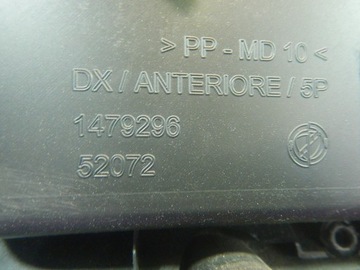 > PP - MD 10 <
DX / ANTERIORE / 5P
1479296
52072